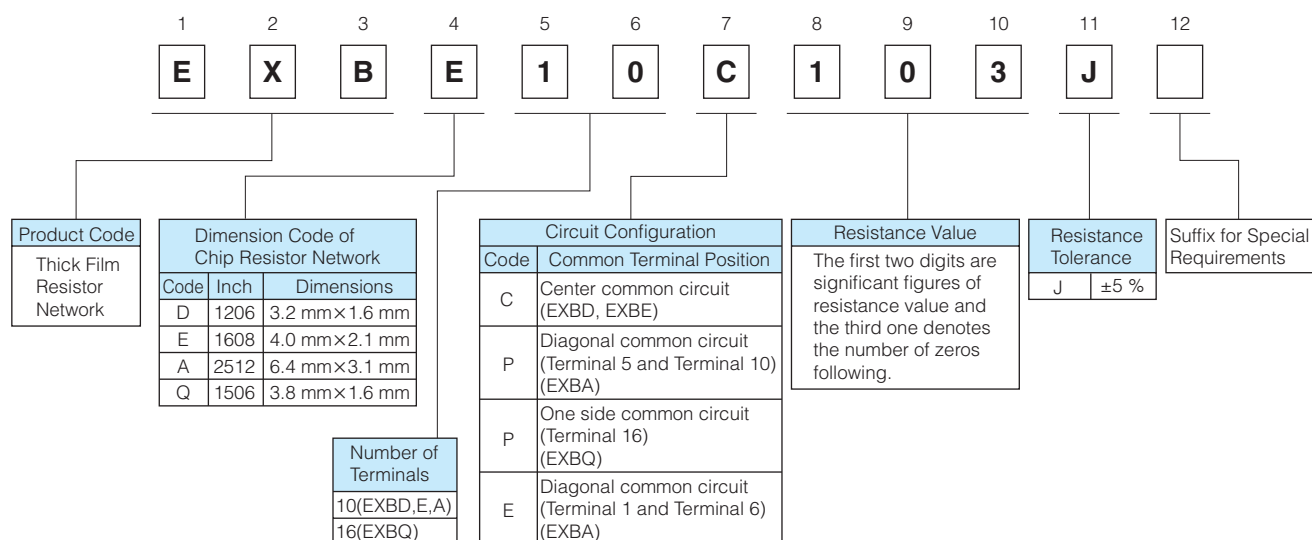 1 2 3 4 5 6 7 8 9 10 11 12
E X B E 1 0 C 1 0 3 J
Product Code
Thick Film
Resistor
Network
Dimension Code of
Chip Resistor Network
Code Inch Dimensions
D 1206 3.2 mm×1.6 mm
E 1608 4.0 mm×2.1 mm
A 2512 6.4 mm×3.1 mm
Q 1506 3.8 mm×1.6 mm
Number of
Terminals
10(EXBD,E,A)
16(EXBQ)
Circuit Configuration
Code Common Terminal Position
C Center common circuit
(EXBD, EXBE)
P Diagonal common circuit
(Terminal 5 and Terminal 10)
(EXBA)
P One side common circuit
(Terminal 16)
(EXBQ)
E Diagonal common circuit
(Terminal 1 and Terminal 6)
(EXBA)
Resistance Value
The first two digits are
significant figures of
resistance value and
the third one denotes
the number of zeros
following.
Resistance
Tolerance
J ±5 %
Suffix for Special
Requirements